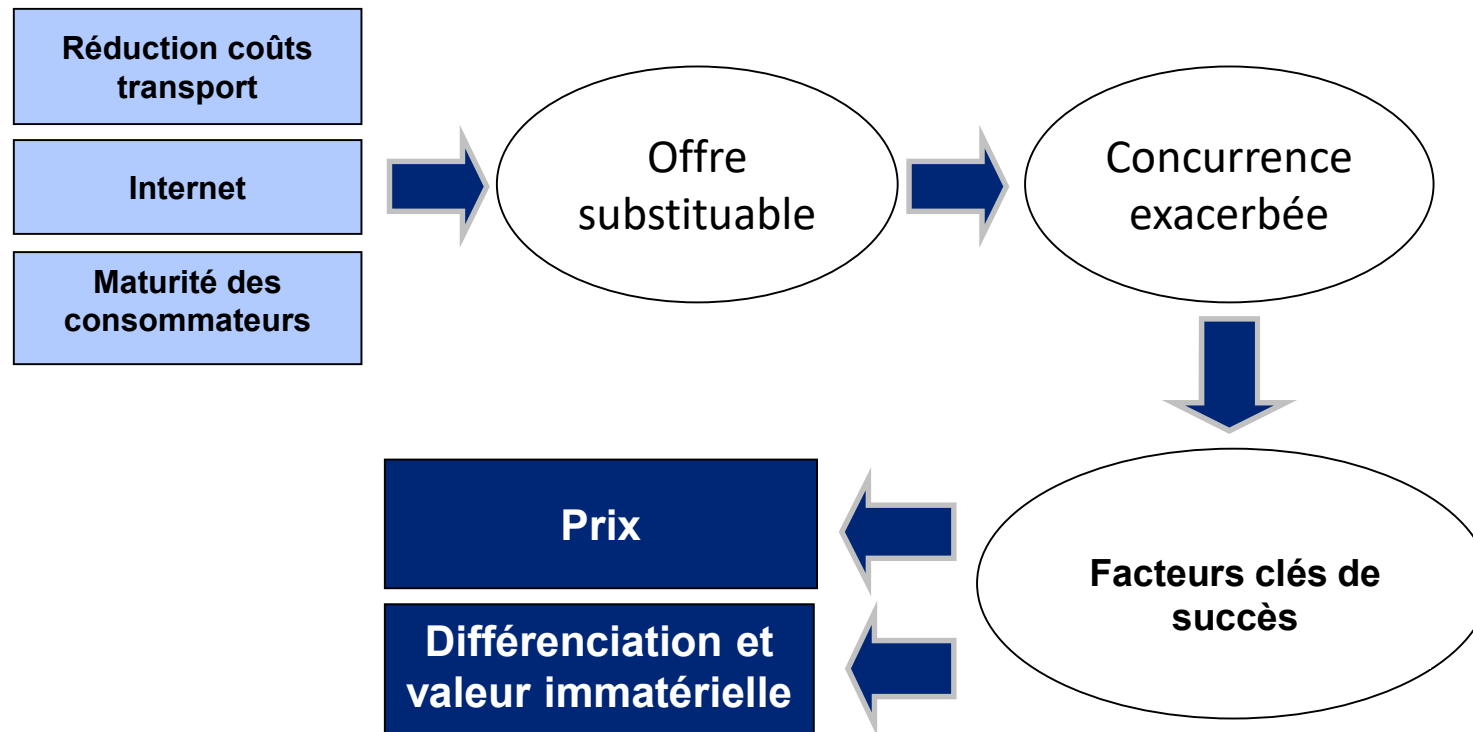 Réduction coûts
transport
Internet
Maturité des
consommateurs
Offre
substituable
Concurrence
exacerbée
Facteurs clés de
succès
Prix
Différenciation et
valeur immatérielle